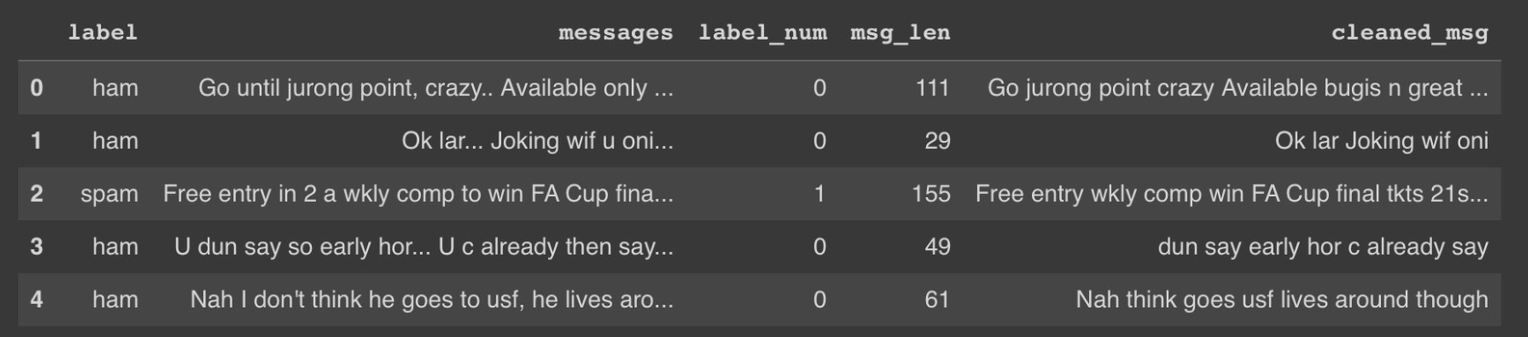 label messages label_num msg_len cleaned_msg
0 ham Go until jurong point, crazy.. Available only ... 0 111 Go jurong point crazy Available bugis n great ...
1 ham Ok lar... Joking wif u oni... 0 29 Ok lar Joking wif oni
2 spam Free entry in 2 a wkly comp to win FA Cup fina... 1 155 Free entry wkly comp win FA Cup final tkts 21s...
3 ham U dun say so early hor... U c already then say... 0 49 dun say early hor c already say
4 ham Nah I don't think he goes to usf, he lives aro... 0 61 Nah think goes usf lives around though